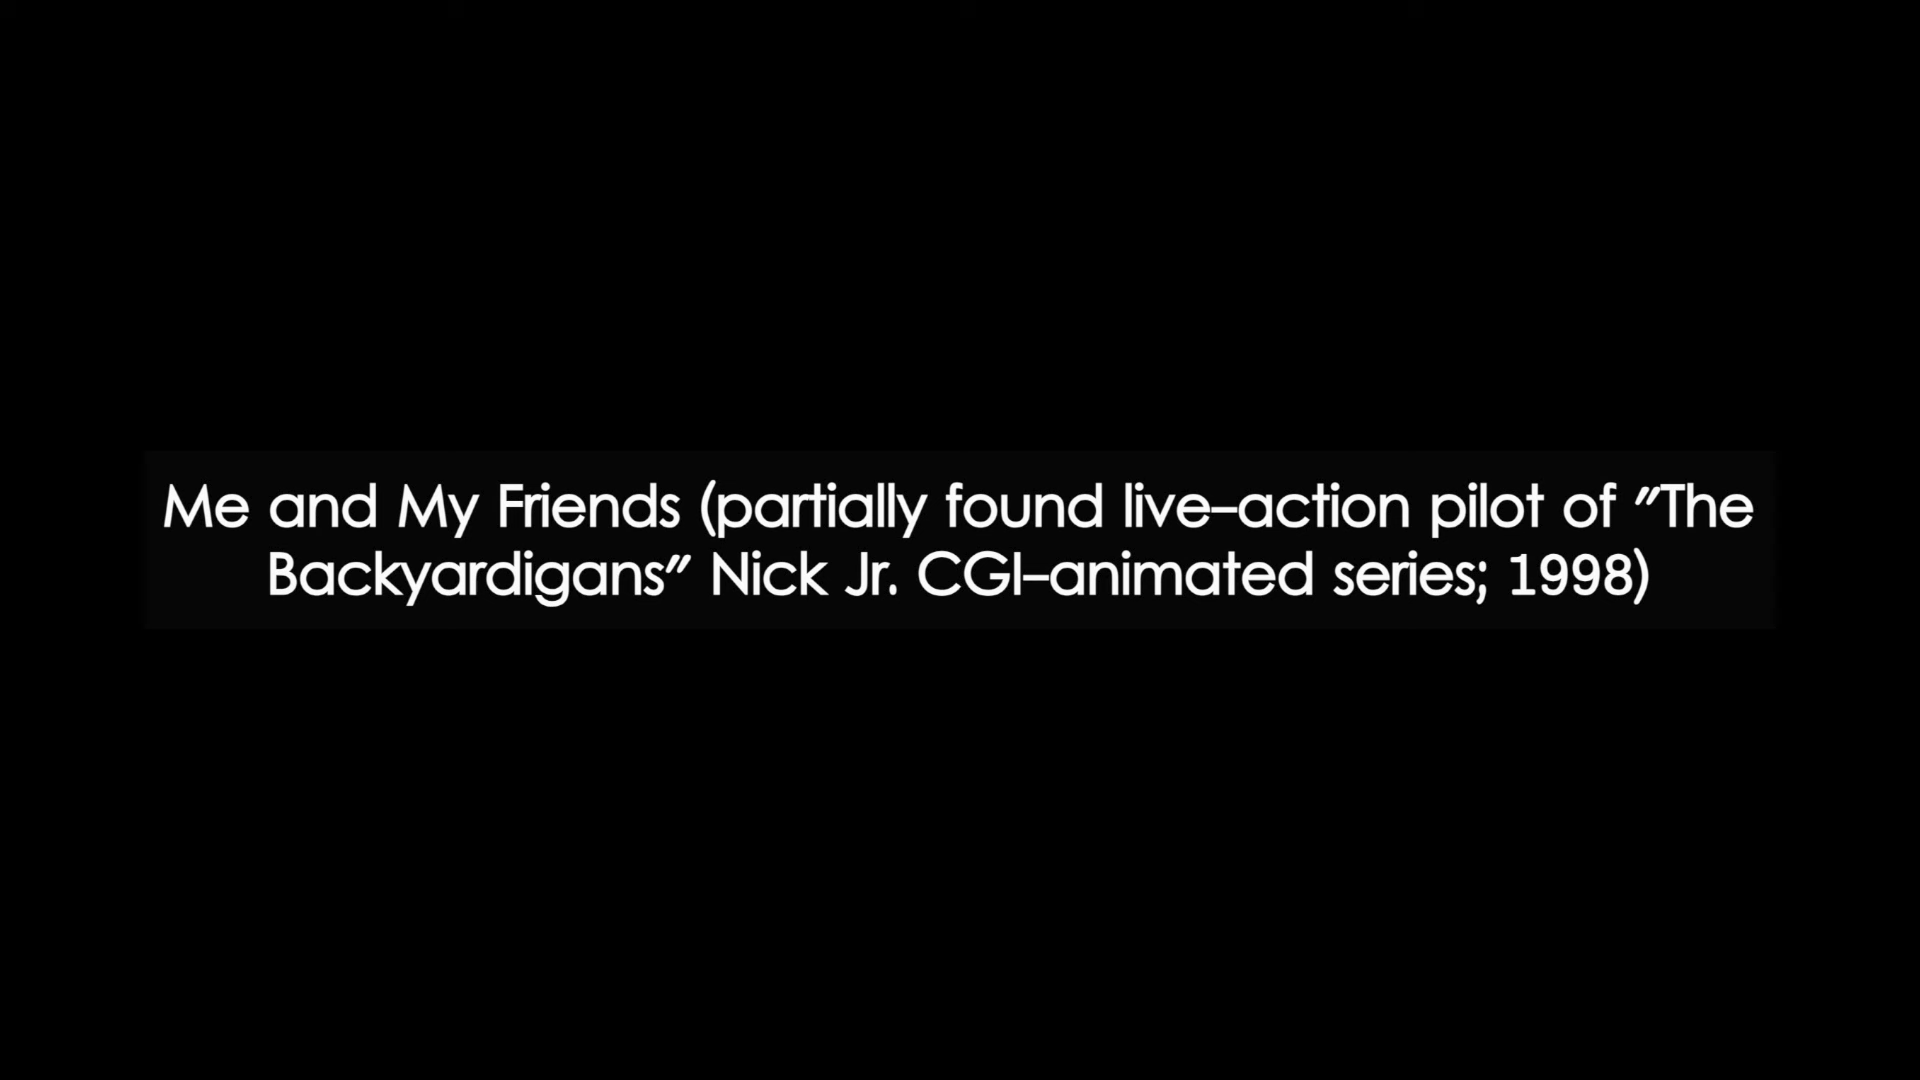 Me and My Friends (partially found live–action pilot of "The
Backyardigans" Nick Jr. CGI–animated series; 1998)